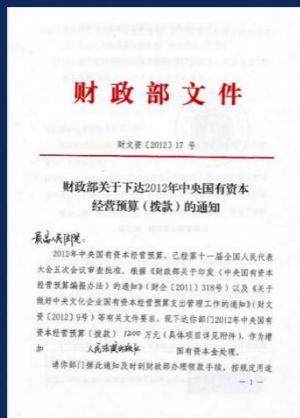 财政部文件
财文资〔2012〕17 号
财政部关于下达2012年中央国有资本
经营预算（拨款）的通知
最高人民法院：
2012年中央国有资本经营预算，已经第十一届全国人民代表
大会五次会议审查批准。根据《财政部关于印发〈中央国有资本
经营预算编报办法〉的通知》（财企〔2011〕318号）以及《关于
做好中央文化企业国有资本经营预算支出管理工作的通知》（财文
资〔2012〕9号）等有关文件要求，现下达你部门2012年中央国有
资本经营预算（拨款）1200万元（具体项目详见附件），作为增
加 人民法院出版社 国有资本金处理。
请你部门据此通知及时到财政部办理领款手续，按规定用途
— 1 —